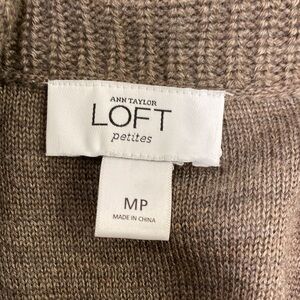 ANN TAYLOR
LOFT
petites
MP
MADE IN CHINA